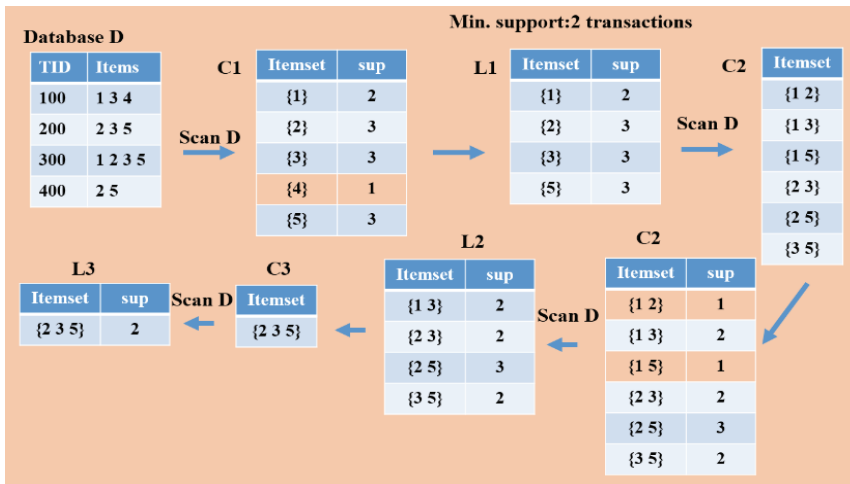 Min. support:2 transactions
Database D
TID Items
100 1 3 4
200 2 3 5
300 1 2 3 5
400 2 5
Scan D
C1
Itemset sup
{1} 2
{2} 3
{3} 3
{4} 1
{5} 3
L1
Itemset sup
{1} 2
{2} 3
{3} 3
{5} 3
Scan D
C2
Itemset
{1 2}
{1 3}
{1 5}
{2 3}
{2 5}
{3 5}
C2
Itemset sup
{1 2} 1
{1 3} 2
{1 5} 1
{2 3} 2
{2 5} 3
{3 5} 2
Scan D
L2
Itemset sup
{1 3} 2
{2 3} 2
{2 5} 3
{3 5} 2
C3
Itemset
{2 3 5}
Scan D
L3
Itemset sup
{2 3 5} 2